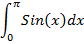 ∫₀^π Sin(x)dx